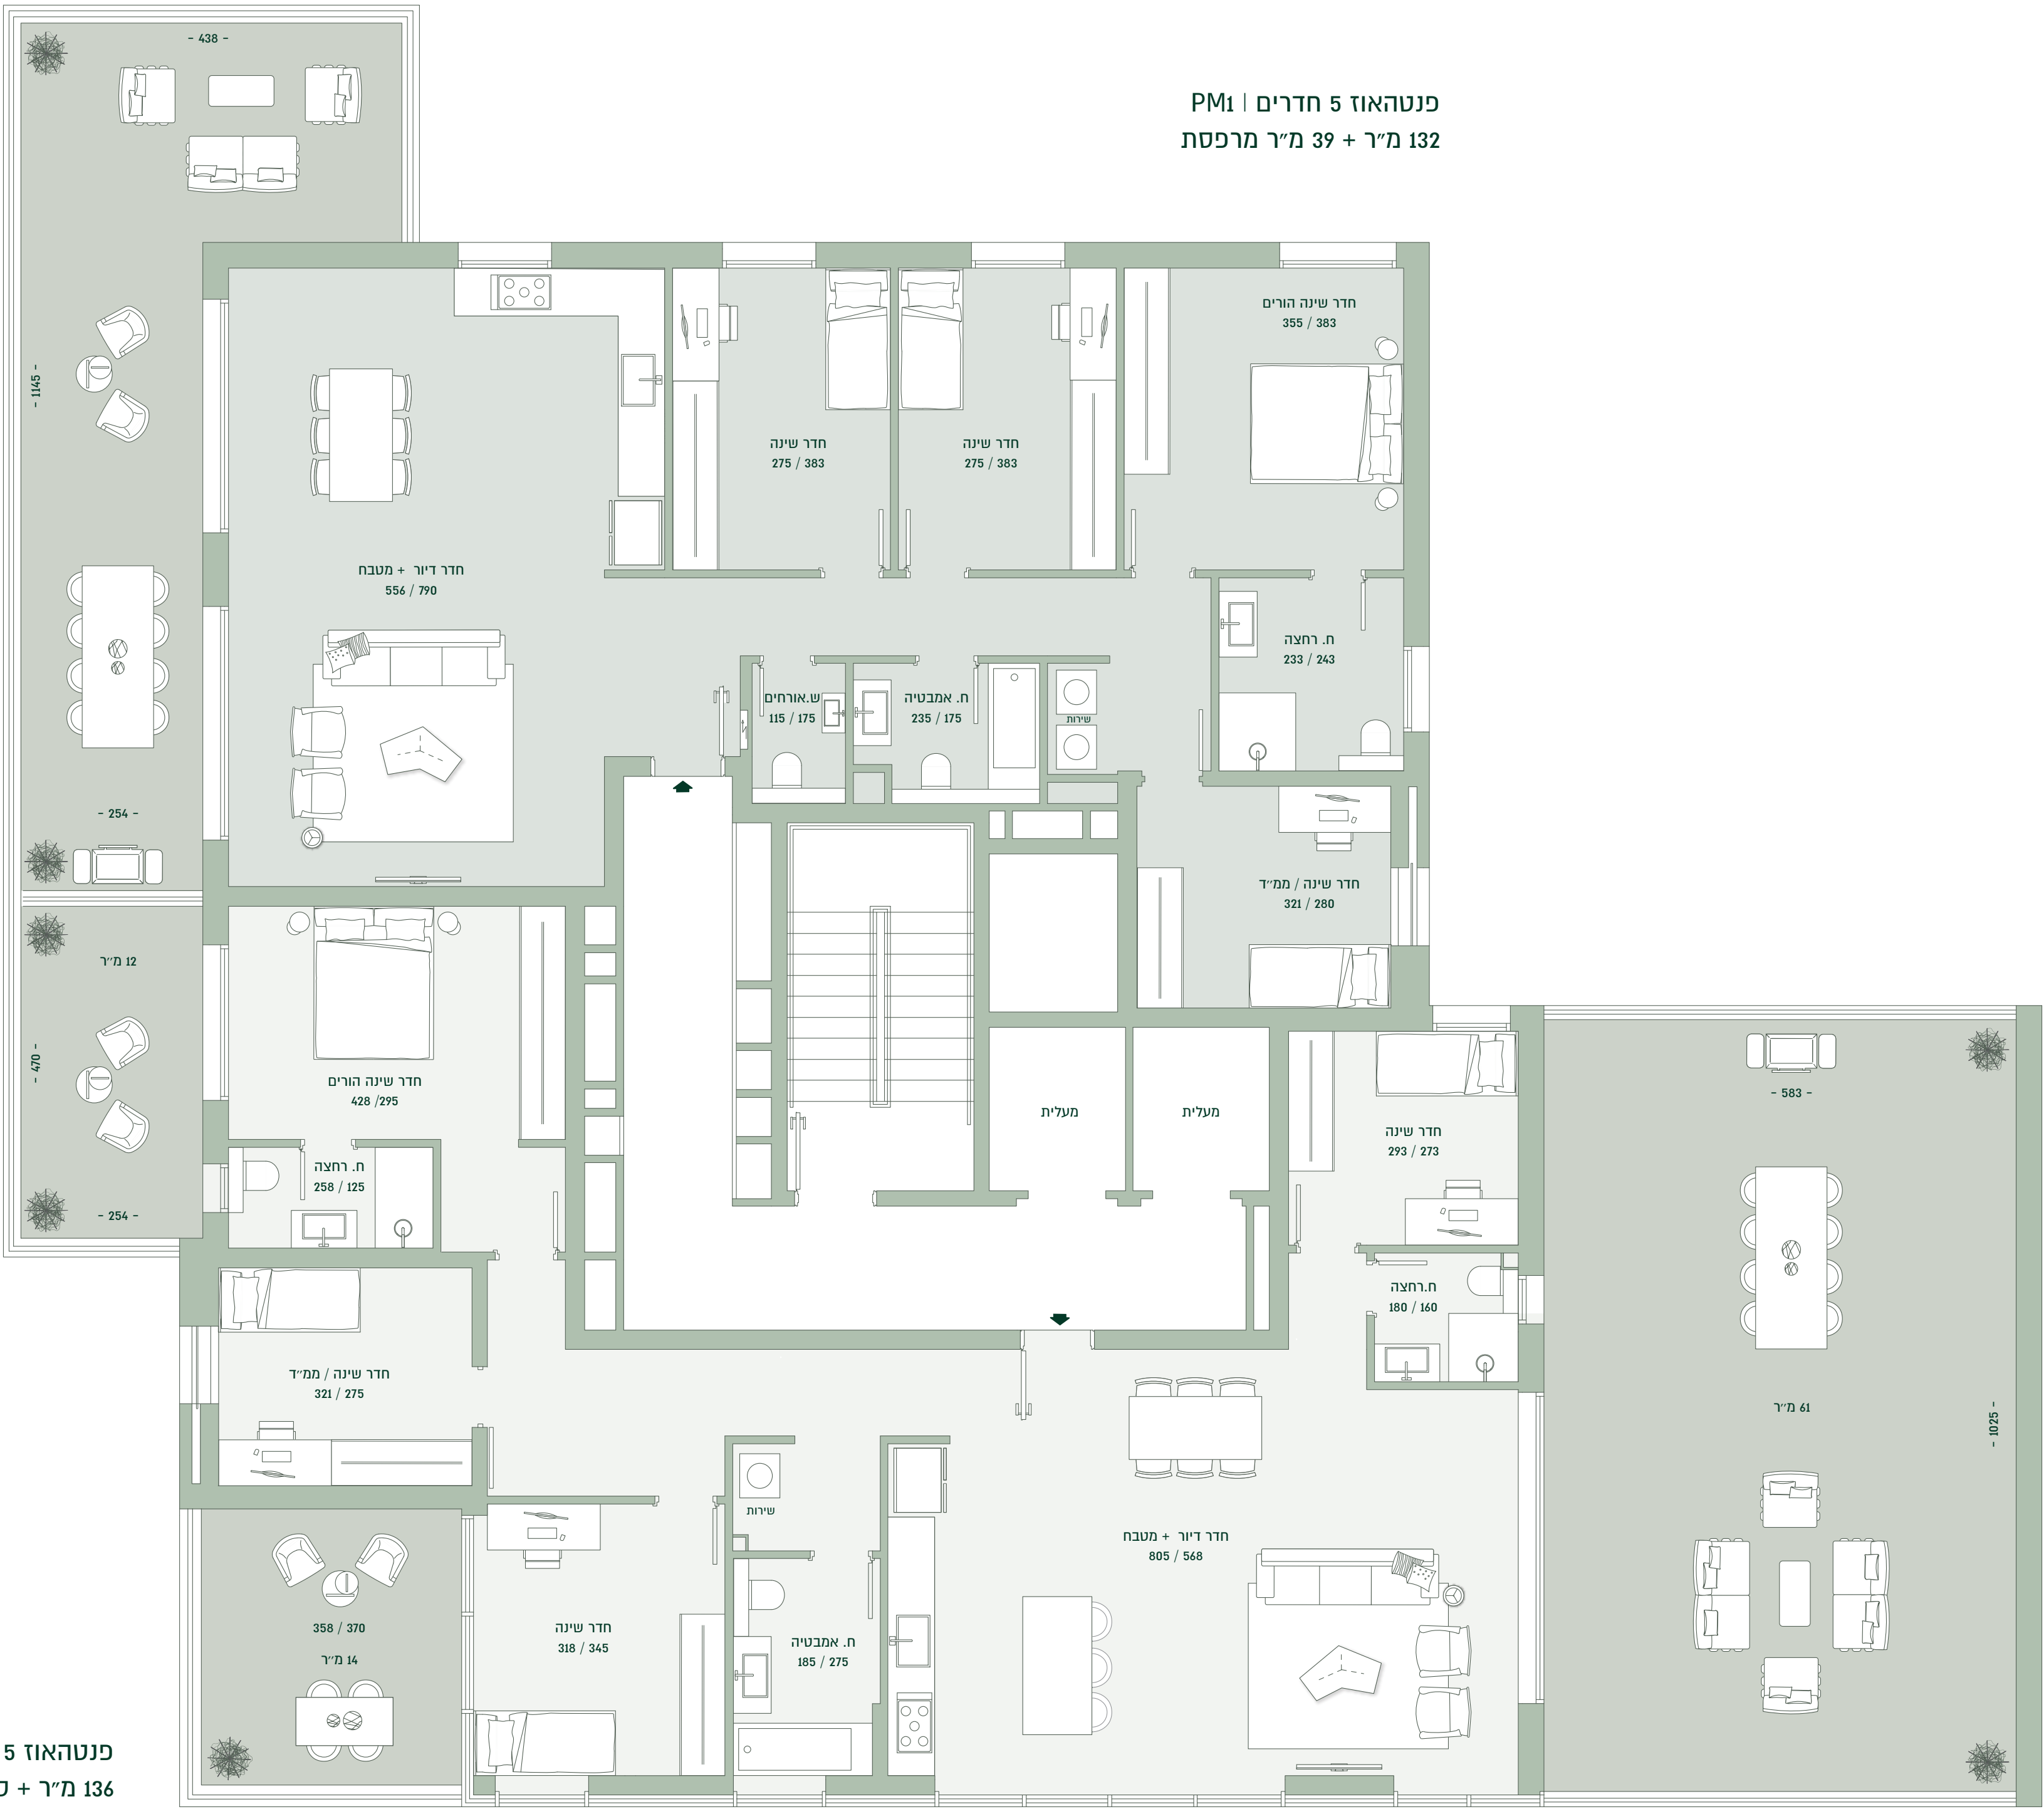 פנטהאוז 5 חדרים | PM1
132 מ״ר + 39 מ״ר מרפסת
- 438 -
- 1145 -
- 254 -
חדר דיור + מטבח
556 / 790
חדר שינה
275 / 383
חדר שינה
275 / 383
חדר שינה הורים
355 / 383
ח. רחצה
233 / 243
ש.אורחים
115 / 175
ח. אמבטיה
235 / 175
שירות
חדר שינה / ממ״ד
321 / 280
12 מ״ר
- 470 -
- 254 -
חדר שינה הורים
428 /295
ח. רחצה
258 / 125
מעלית
מעלית
חדר שינה
293 / 273
- 583 -
ח.רחצה
180 / 160
חדר שינה / ממ״ד
321 / 275
61 מ״ר
- 1025 -
שירות
חדר דיור + מטבח
805 / 568
358 / 370
14 מ״ר
חדר שינה
318 / 345
ח. אמבטיה
185 / 275
פנטהאוז 5
136 מ״ר +